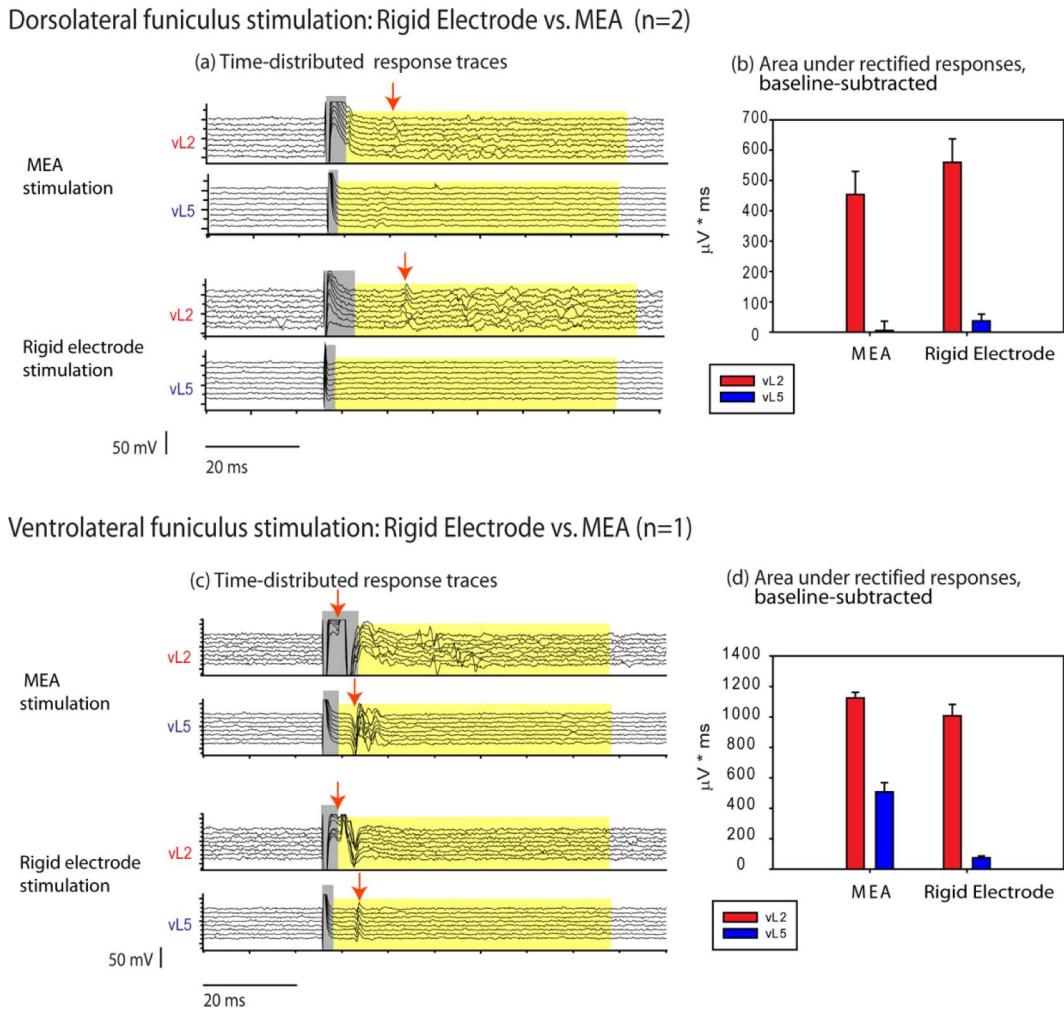 Dorsolateral funiculus stimulation: Rigid Electrode vs. MEA (n=2)
(a) Time-distributed response traces
MEA
stimulation
vL2
vL5
Rigid electrode
stimulation
vL2
vL5
50 mV
20 ms
(b) Area under rectified responses,
baseline-subtracted
μV * ms
700
600
500
400
300
200
100
0
MEA
Rigid Electrode
vL2
vL5
Ventrolateral funiculus stimulation: Rigid Electrode vs. MEA (n=1)
(c) Time-distributed response traces
MEA
stimulation
vL2
vL5
Rigid electrode
stimulation
vL2
vL5
50 mV
20 ms
(d) Area under rectified responses,
baseline-subtracted
μV * ms
1400
1200
1000
800
600
400
200
0
MEA
Rigid Electrode
vL2
vL5